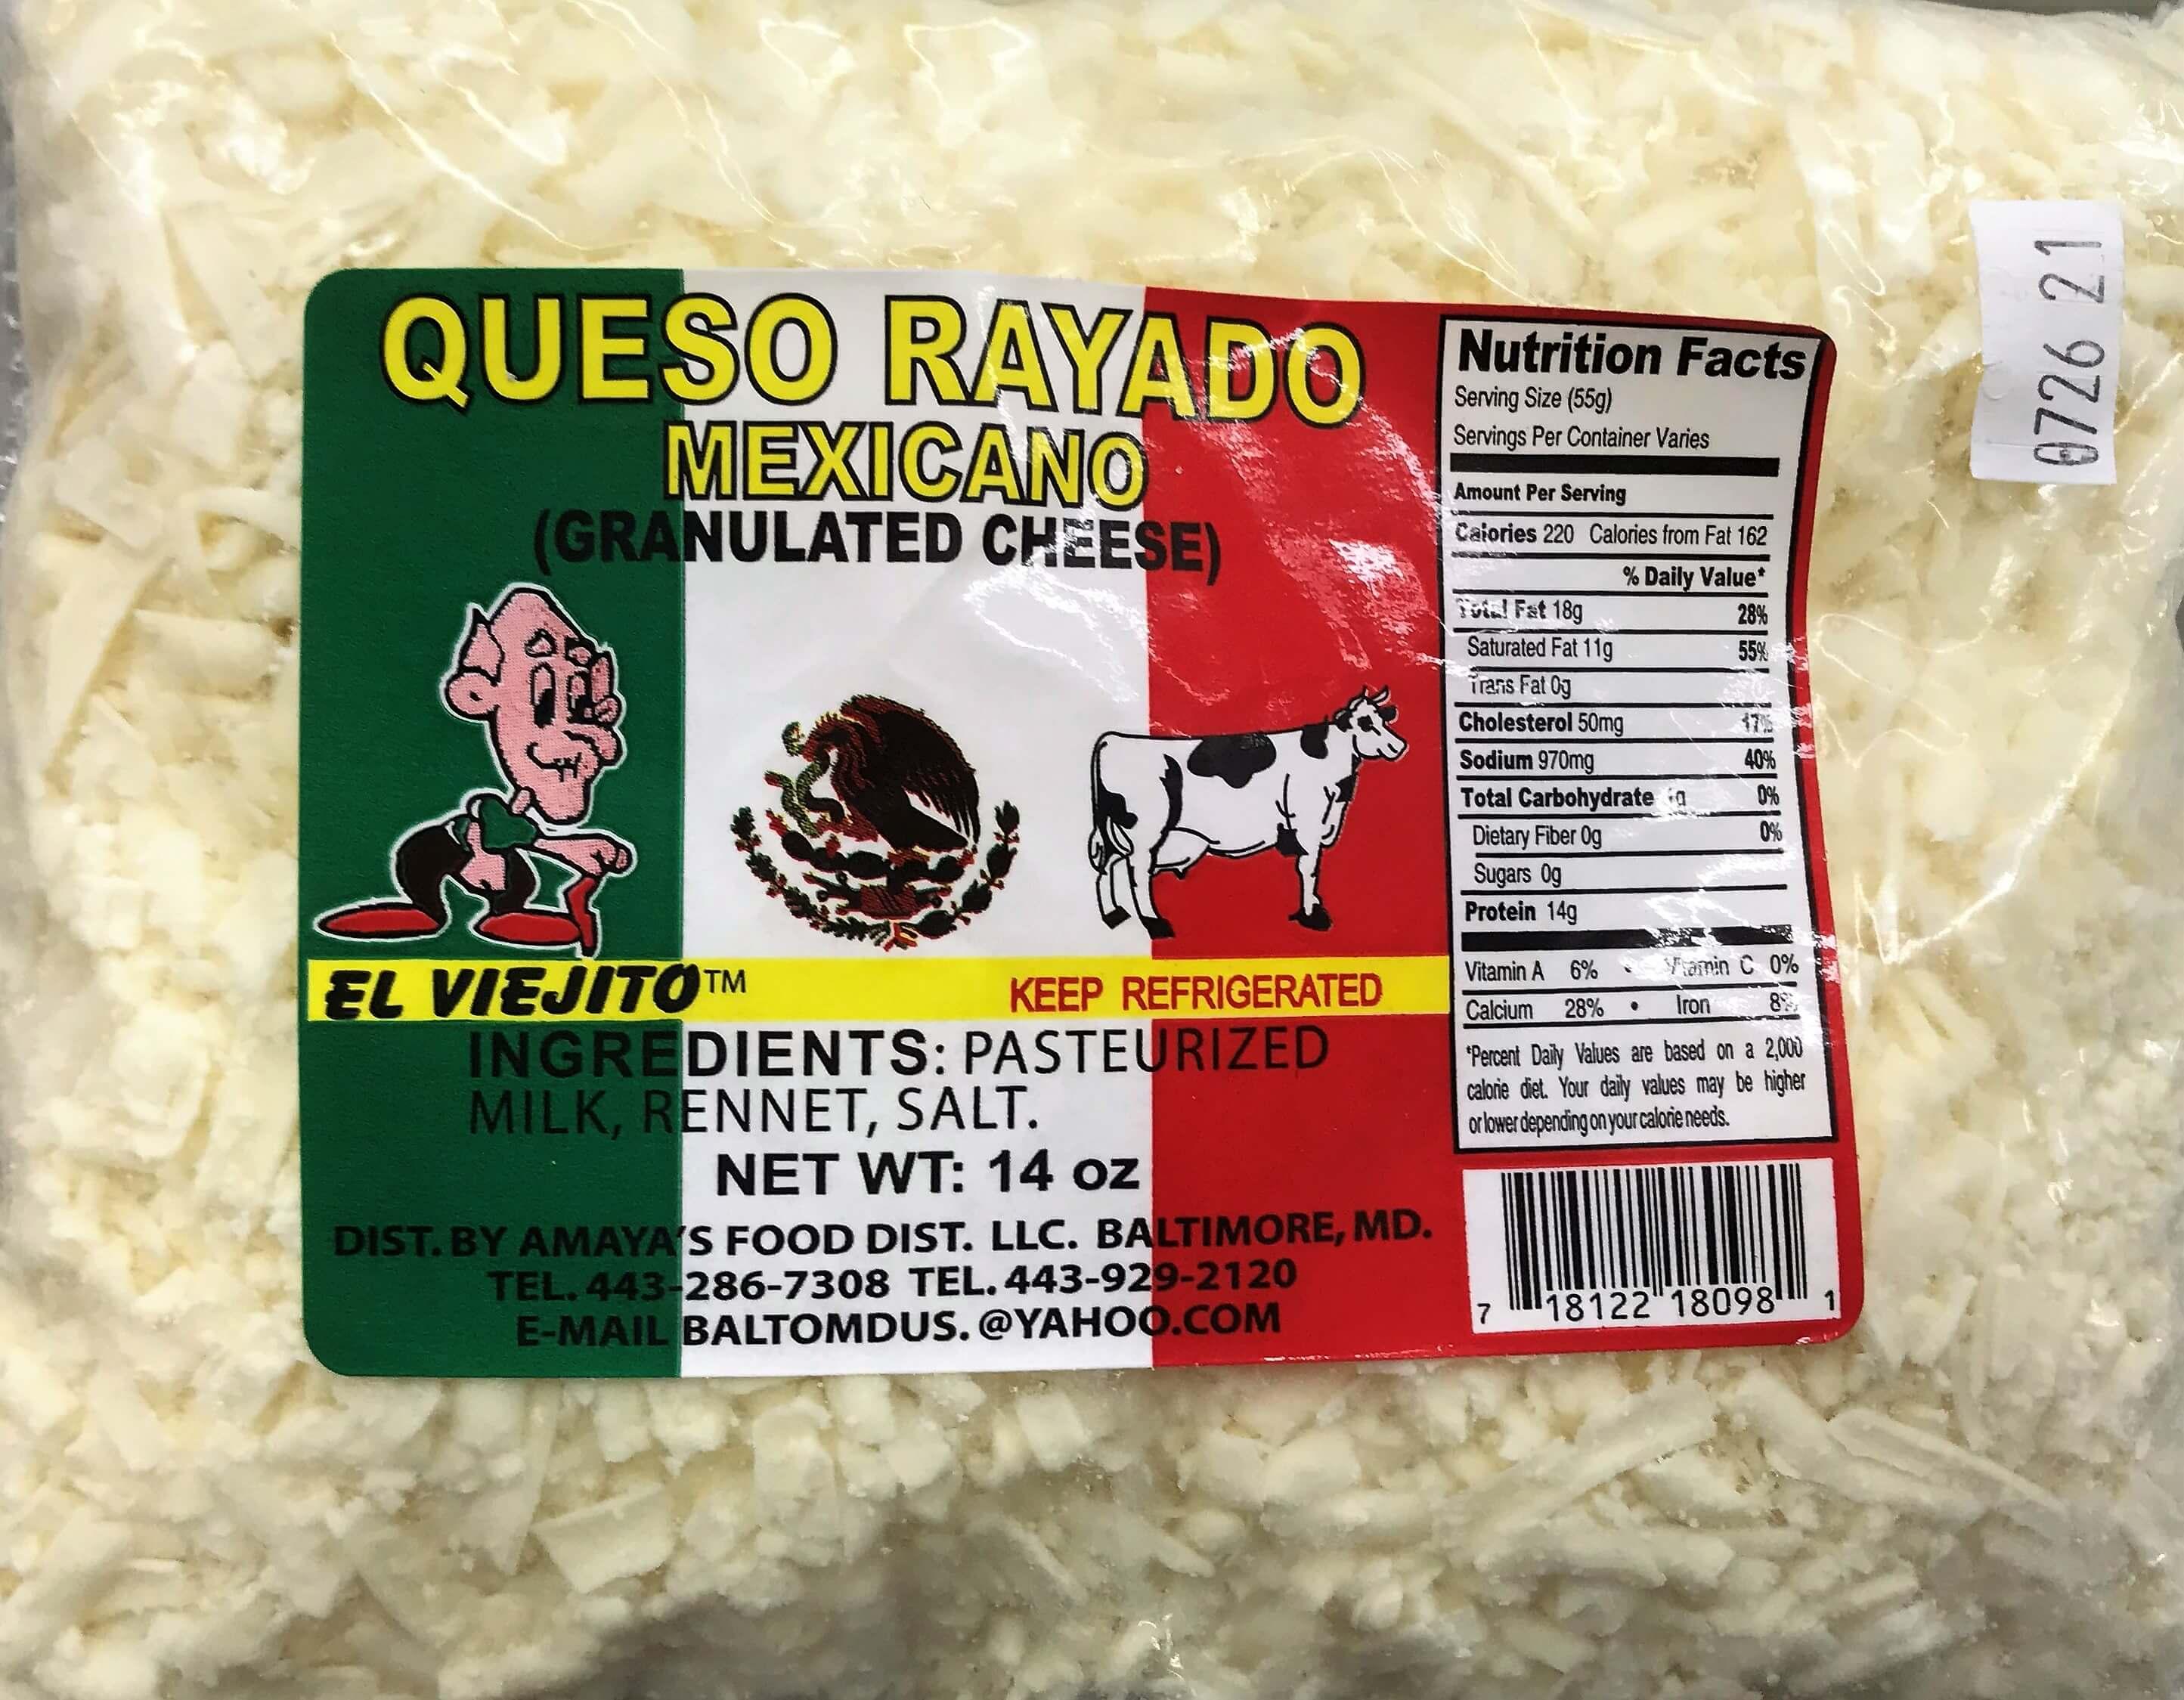 QUESO RAYADO
MEXICANO
(GRANULATED CHEESE)
EL VIEJITO™
KEEP REFRIGERATED
INGREDIENTS: PASTEURIZED
MILK, RENNET, SALT.
NET WT: 14 oz
DIST. BY AMAYA'S FOOD DIST. LLC. BALTIMORE, MD.
TEL. 443-286-7308 TEL. 443-929-2120
E-MAIL BALTOMDUS.@YAHOO.COM
Nutrition Facts
Serving Size (55g)
Servings Per Container Varies
Amount Per Serving
Calories 220 Calories from Fat 162
% Daily Value*
Total Fat 18g 28%
Saturated Fat 11g 55%
Trans Fat 0g
Cholesterol 50mg 17%
Sodium 970mg 40%
Total Carbohydrate 0%
Dietary Fiber 0g 0%
Sugars 0g
Protein 14g
Vitamin A 6% • Vitamin C 0%
Calcium 28% • Iron 8%
*Percent Daily Values are based on a 2,000
calorie diet. Your daily values may be higher
or lower depending on your calorie needs.
7 18122 18098 1
0726 21